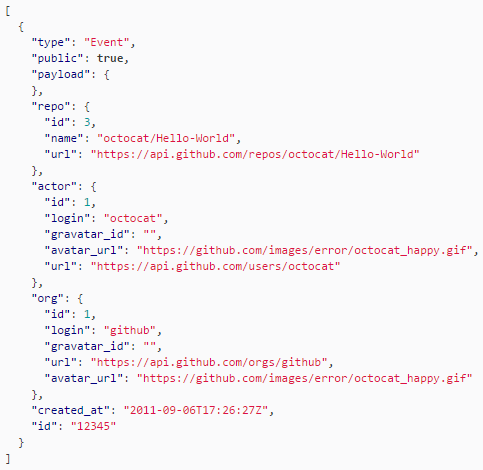 [
  {
    "type": "Event",
    "public": true,
    "payload": {
    },
    "repo": {
      "id": 3,
      "name": "octocat/Hello-World",
      "url": "https://api.github.com/repos/octocat/Hello-World"
    },
    "actor": {
      "id": 1,
      "login": "octocat",
      "gravatar_id": "",
      "avatar_url": "https://github.com/images/error/octocat_happy.gif",
      "url": "https://api.github.com/users/octocat"
    },
    "org": {
      "id": 1,
      "login": "github",
      "gravatar_id": "",
      "url": "https://api.github.com/orgs/github",
      "avatar_url": "https://github.com/images/error/octocat_happy.gif"
    },
    "created_at": "2011-09-06T17:26:27Z",
    "id": "12345"
  }
]